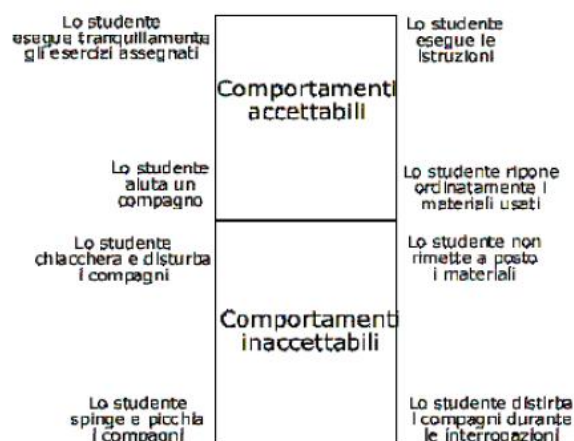 Lo studente
esegue tranquillamente
gli esercizi assegnati
Lo studente
esegue le
istruzioni
Comportamenti
accettabili
Lo studente
aiuta un
compagno
Lo studente ripone
ordinatamente i
materiali usati
Lo studente
chiacchera e disturba
i compagni
Lo studente non
rimette a posto
i materiali
Comportamenti
inaccettabili
Lo studente
spinge e picchia
i compagni
Lo studente distirba
i compagni durante
le interrogazioni